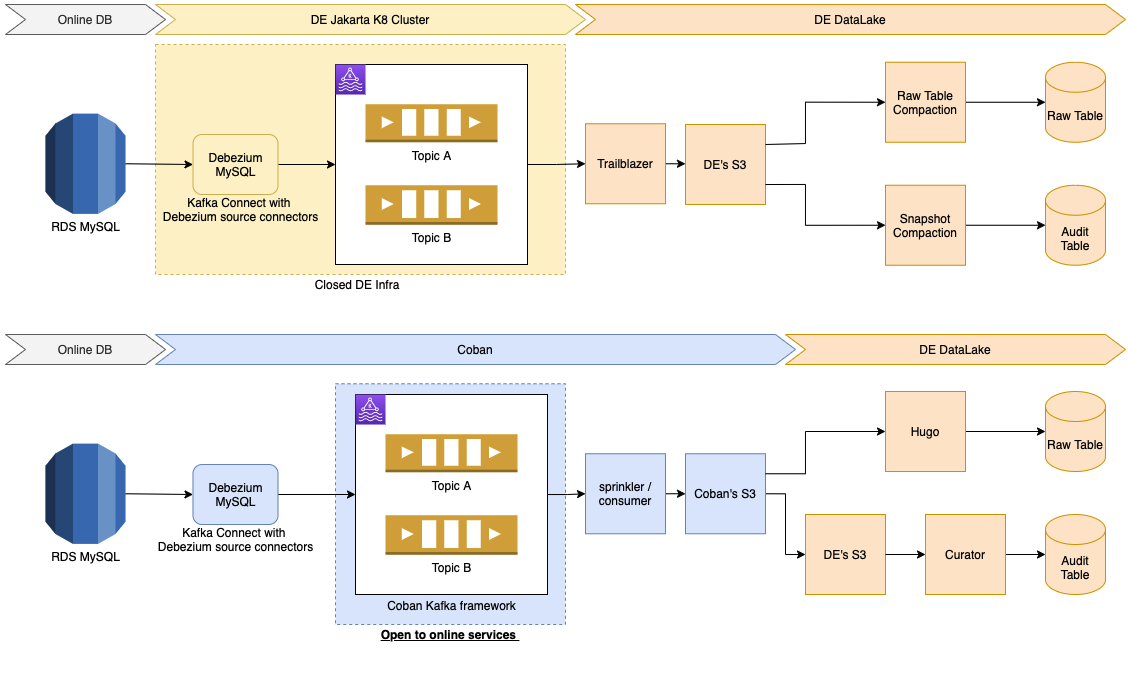 Online DB
DE Jakarta K8 Cluster
DE DataLake
RDS MySQL
Debezium
MySQL
Kafka Connect with
Debezium source connectors
Topic A
Topic B
Closed DE Infra
Trailblazer
DE's S3
Raw Table
Compaction
Raw Table
Snapshot
Compaction
Audit
Table
Online DB
Coban
DE DataLake
RDS MySQL
Debezium
MySQL
Kafka Connect with
Debezium source connectors
Topic A
Topic B
Coban Kafka framework
Open to online services
sprinkler /
consumer
Coban's S3
Hugo
Raw Table
DE's S3
Curator
Audit
Table